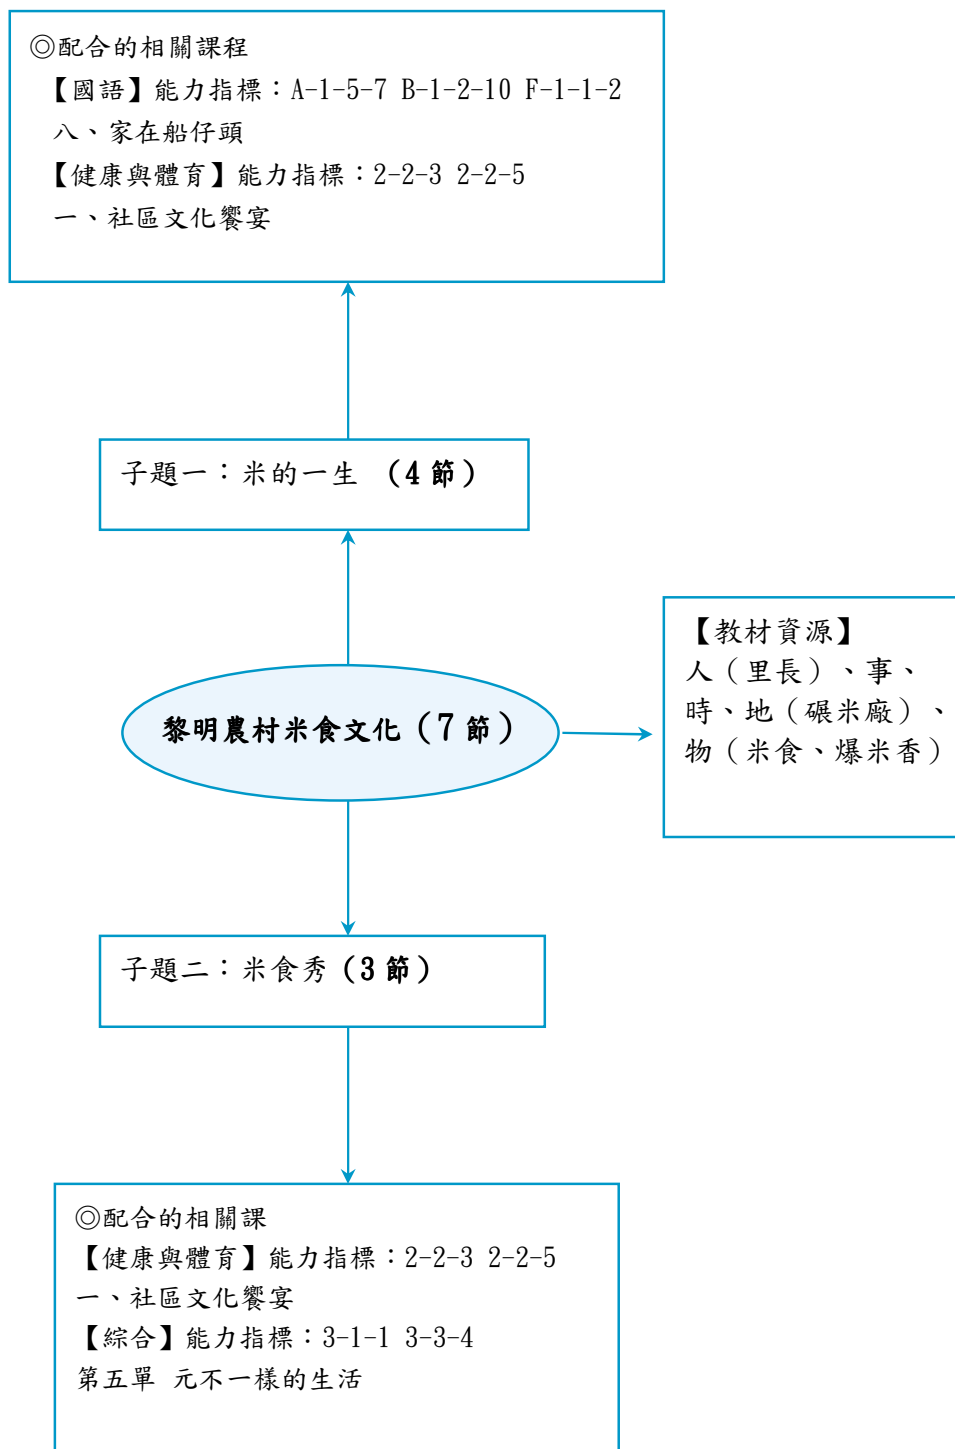 ◎配合的相關課程
【國語】能力指標：A-1-5-7 B-1-2-10 F-1-1-2
八、家在船仔頭
【健康與體育】能力指標：2-2-3 2-2-5
一、社區文化饗宴
子題一：米的一生 （4 節）
【教材資源】
人（里長）、事、
時、地（碾米廠）、
物（米食、爆米香）
黎明農村米食文化（7 節）
子題二：米食秀（3 節）
◎配合的相關課
【健康與體育】能力指標：2-2-3 2-2-5
一、社區文化饗宴
【綜合】能力指標：3-1-1 3-3-4
第五單 元不一樣的生活